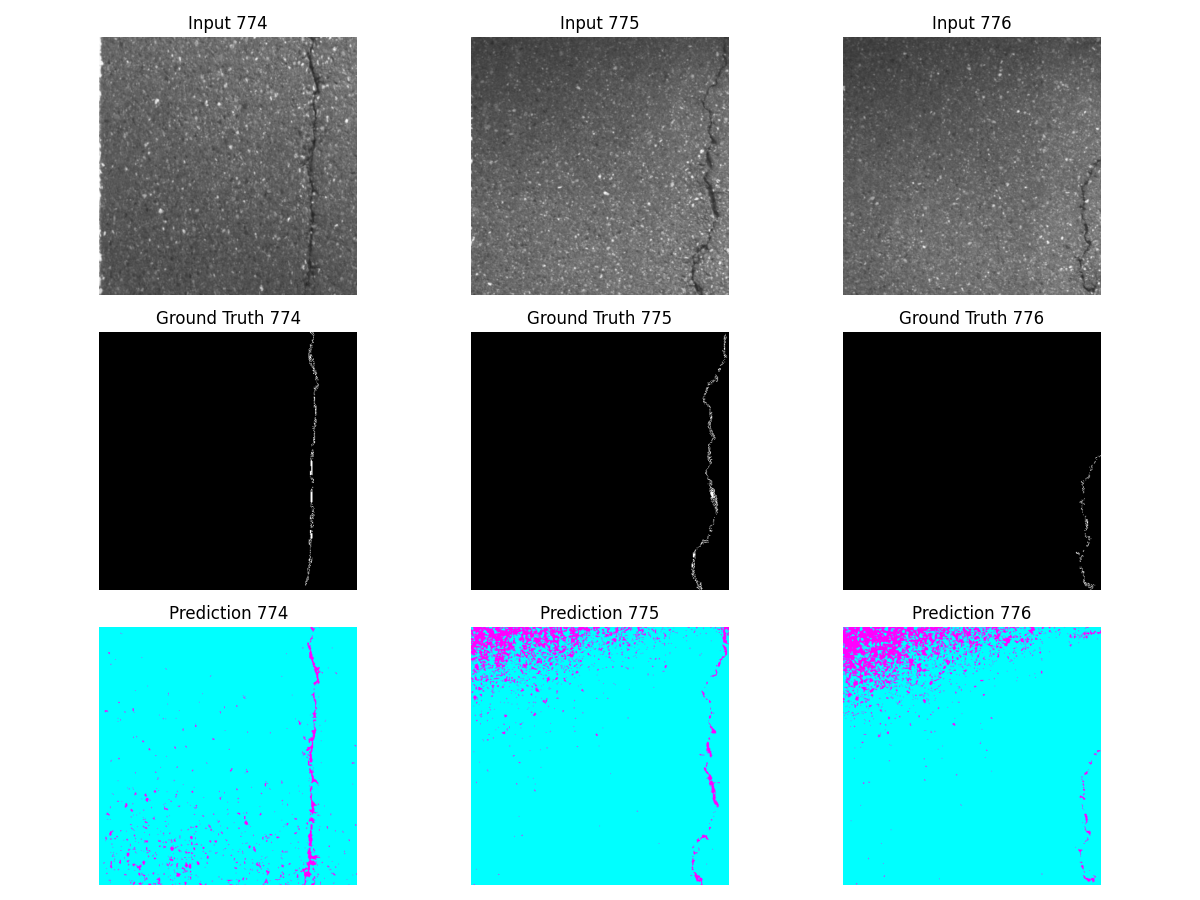 Input 774
Input 775
Input 776
Ground Truth 774
Ground Truth 775
Ground Truth 776
Prediction 774
Prediction 775
Prediction 776